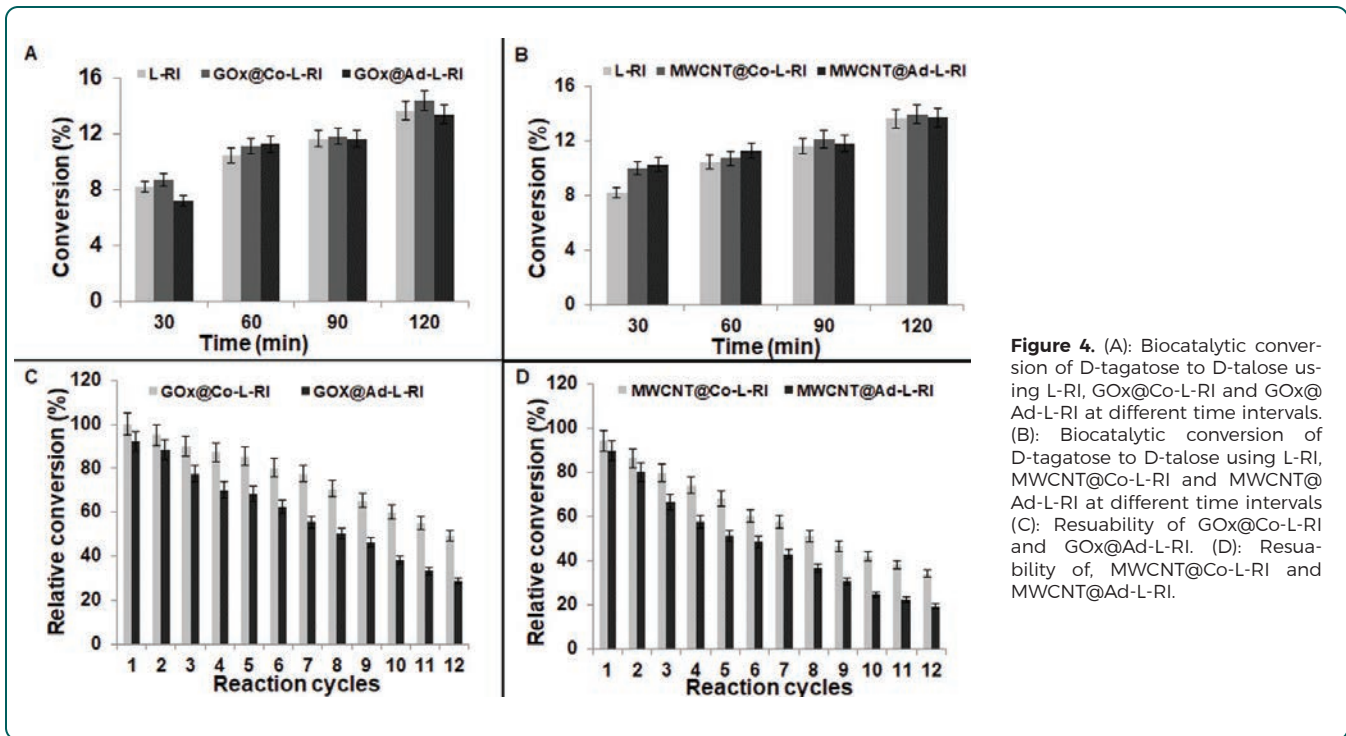 A
L-RI GOx@Co-L-RI GOx@Ad-L-RI
16
12
8
4
0
Conversion (%)
30 60 90 120
Time (min)
B
L-RI MWCNT@Co-L-RI MWCNT@Ad-L-RI
16
12
8
4
0
Conversion (%)
30 60 90 120
Time (min)
C
GOx@Co-L-RI GOX@Ad-L-RI
120
100
80
60
40
20
0
Relative conversion (%)
1 2 3 4 5 6 7 8 9 10 11 12
Reaction cycles
D
MWCNT@Co-L-RI MWCNT@Ad-L-RI
120
100
80
60
40
20
0
Relative conversion (%)
1 2 3 4 5 6 7 8 9 10 11 12
Reaction cycles
Figure 4. (A): Biocatalytic conver-
sion of D-tagatose to D-talose us-
ing L-RI, GOx@Co-L-RI and GOx@
Ad-L-RI at different time intervals.
(B): Biocatalytic conversion of
D-tagatose to D-talose using L-RI,
MWCNT@Co-L-RI and MWCNT@
Ad-L-RI at different time intervals
(C): Resuability of GOx@Co-L-RI
and GOx@Ad-L-RI. (D): Resua-
bility of, MWCNT@Co-L-RI and
MWCNT@Ad-L-RI.